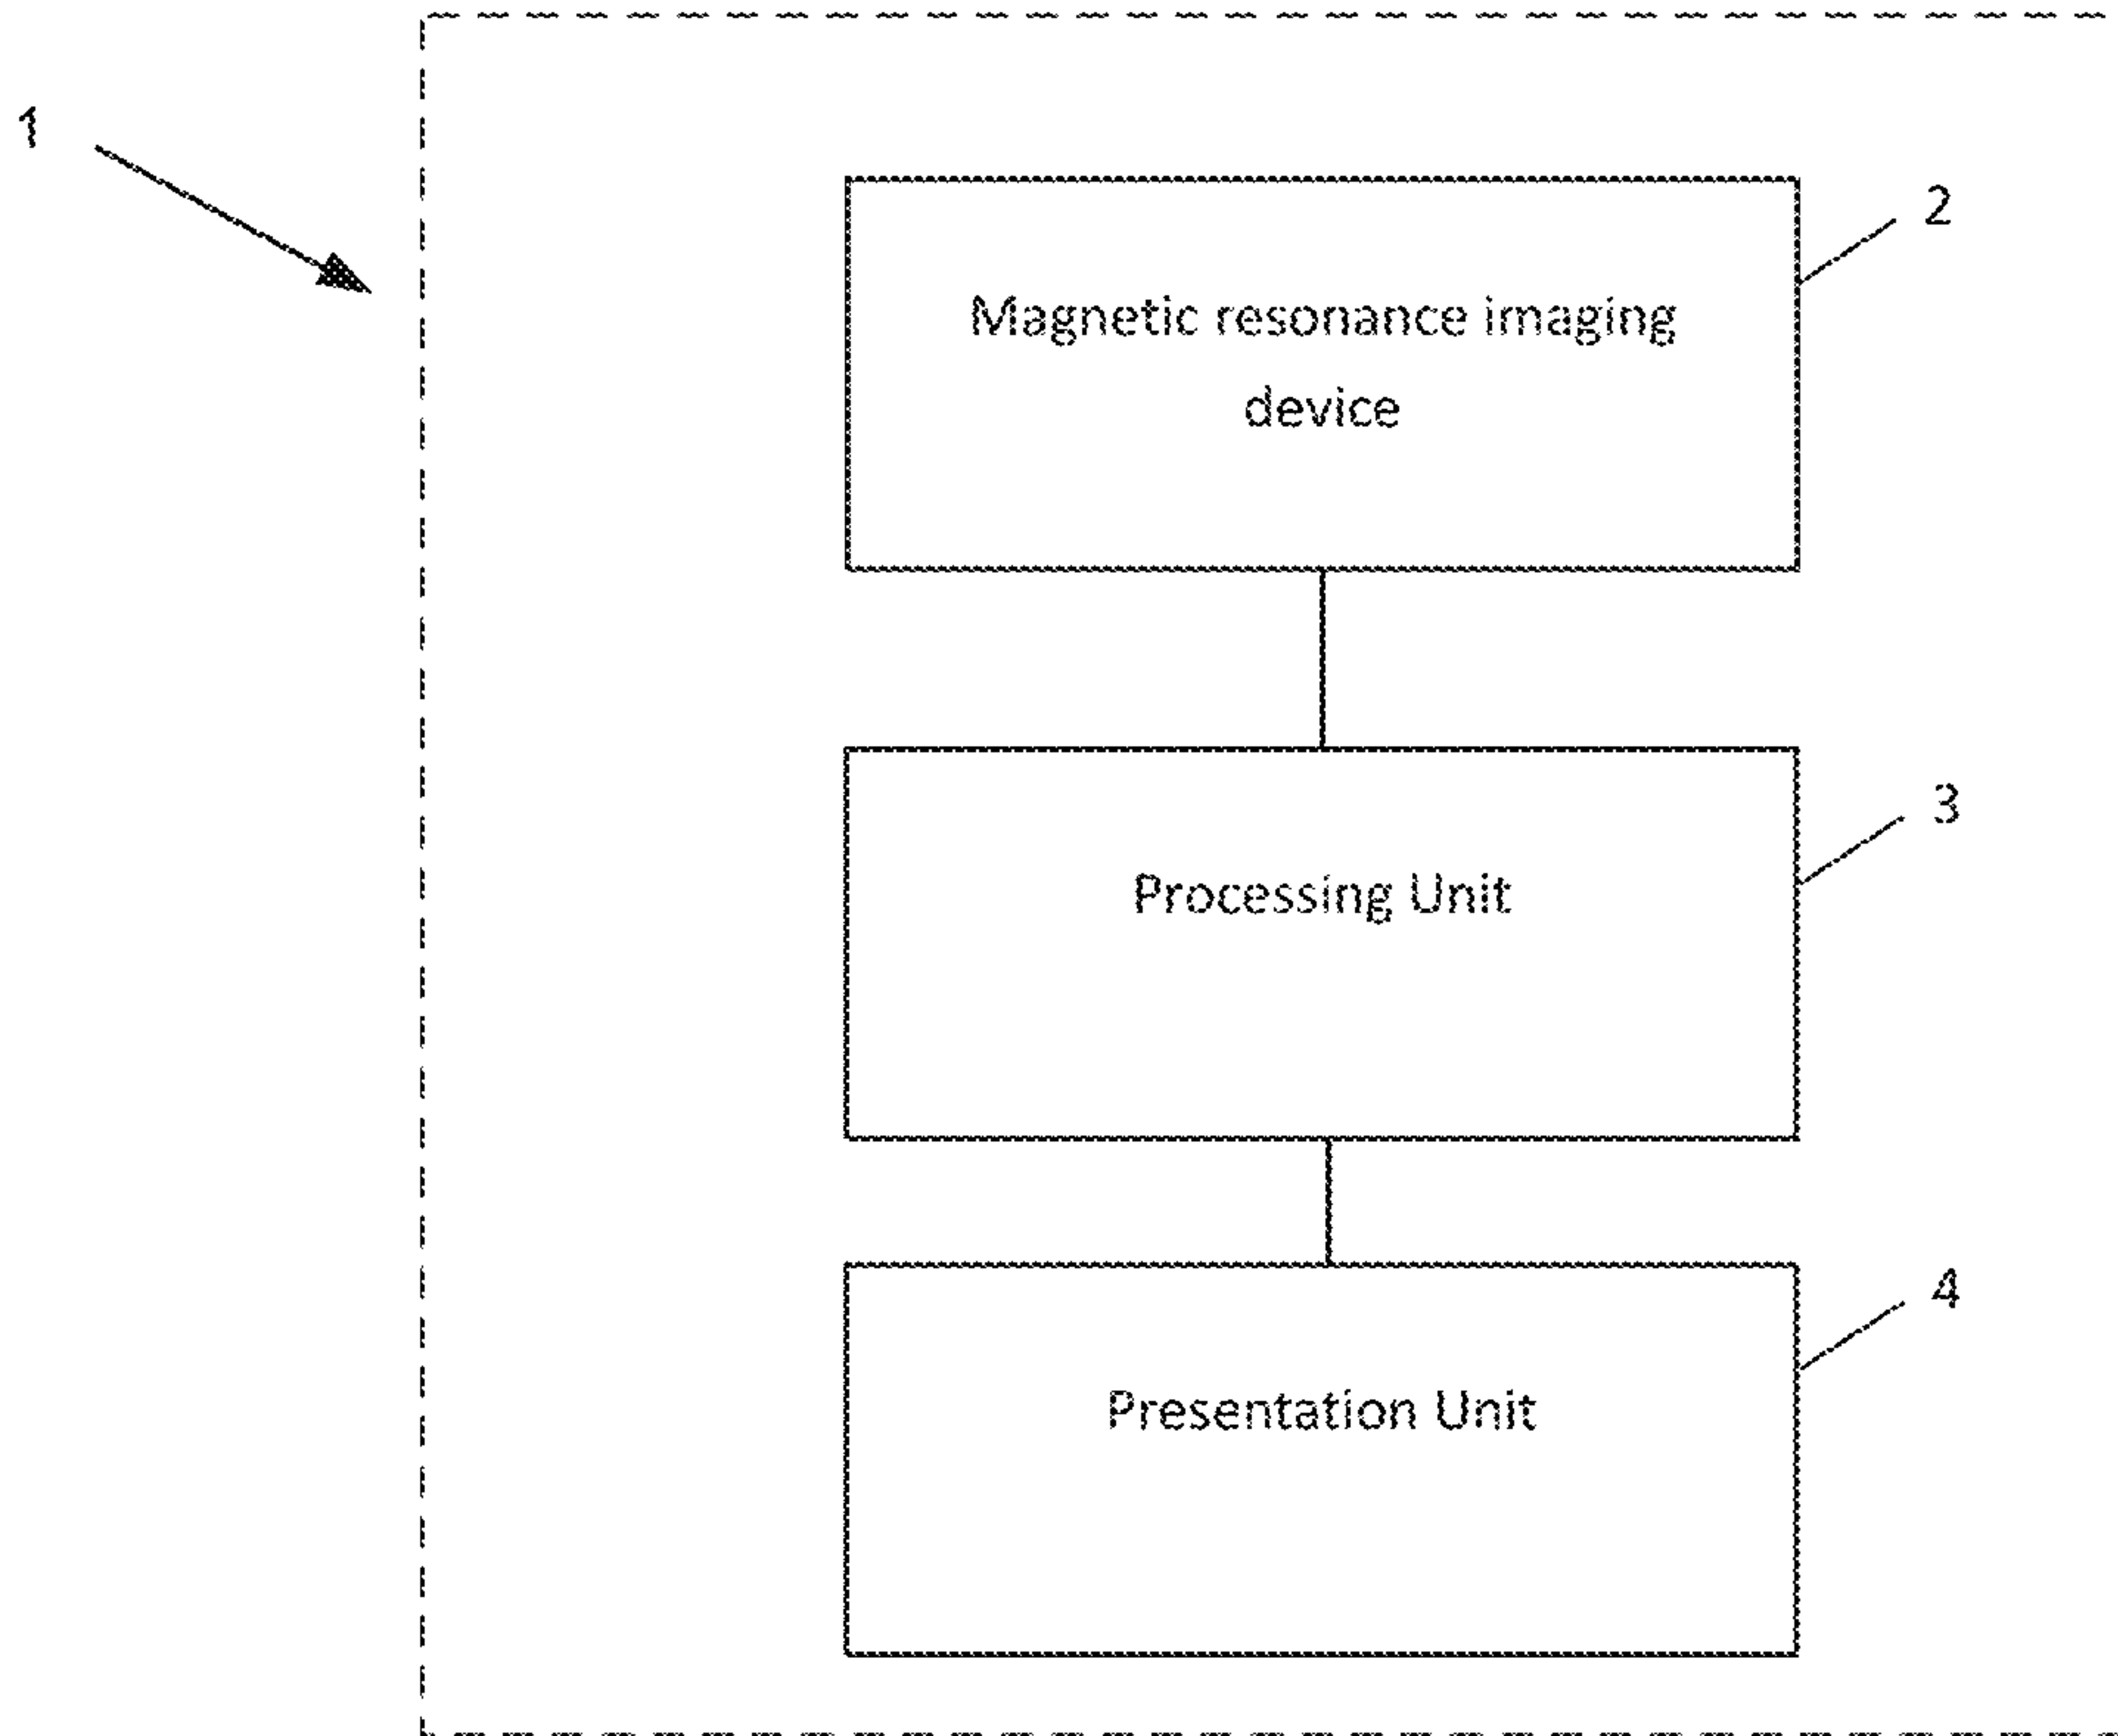 1
2
Magnetic resonance imaging
device
3
Processing Unit
4
Presentation Unit